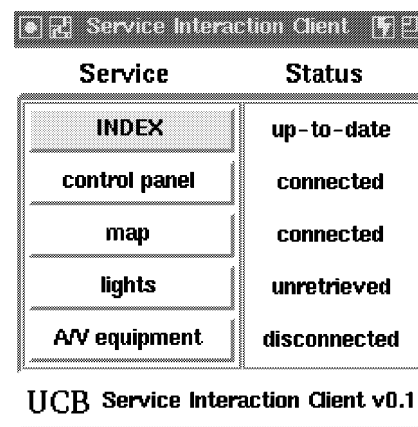 Service Interaction Client
Service Status
INDEX up-to-date
control panel connected
map connected
lights unretrieved
A/V equipment disconnected
UCB Service Interaction Client v0.1